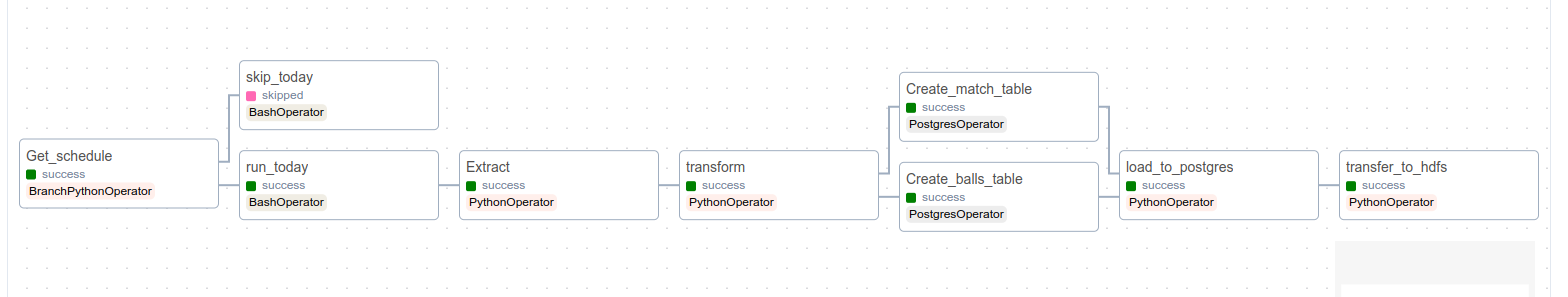 Get_schedule
success
BranchPythonOperator
skip_today
skipped
BashOperator
run_today
success
BashOperator
Extract
success
PythonOperator
transform
success
PythonOperator
Create_match_table
success
PostgresOperator
Create_balls_table
success
PostgresOperator
load_to_postgres
success
PythonOperator
transfer_to_hdfs
success
PythonOperator